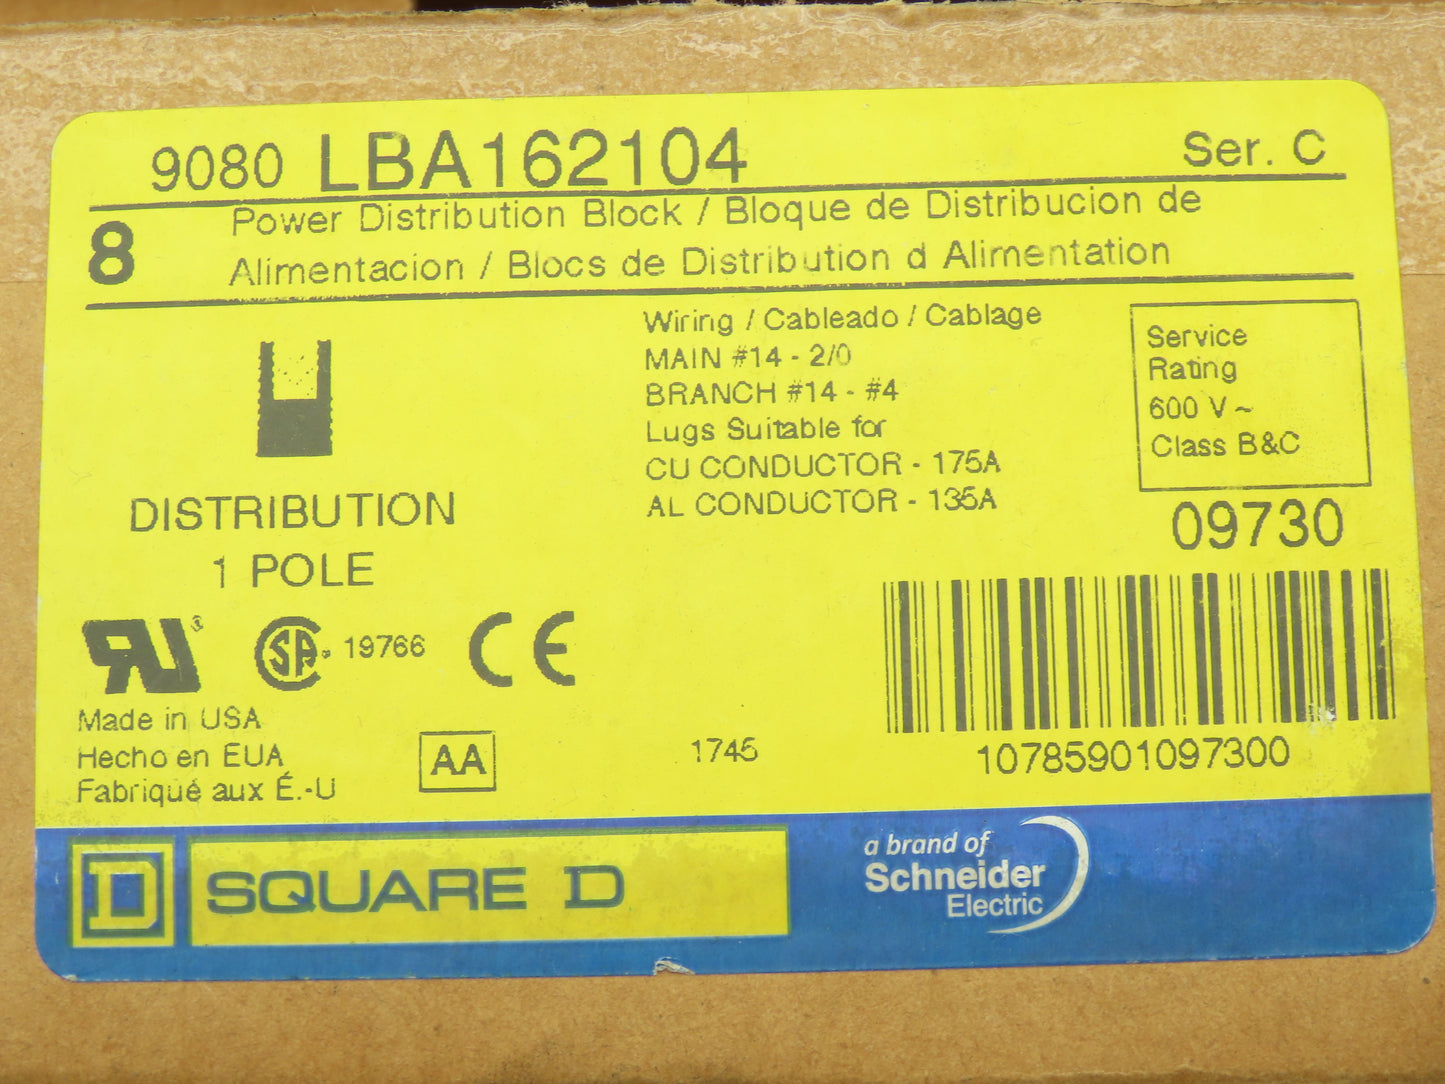 9080 LBA162104 Ser. C
8
Power Distribution Block / Bloque de Distribucion de
Alimentacion / Blocs de Distribution d Alimentation
Wiring / Cableado / Cablage
MAIN #14 - 2/0
BRANCH #14 - #4
Lugs Suitable for
CU CONDUCTOR - 175A
AL CONDUCTOR - 135A
Service
Rating
600 V ~
Class B&C
09730
DISTRIBUTION
1 POLE
RU ®
SA ® 19766
CE
Made in USA
Hecho en EUA
Fabriqué aux É.-U
AA
1745
10785901097300
D SQUARE D
a brand of
Schneider
Electric